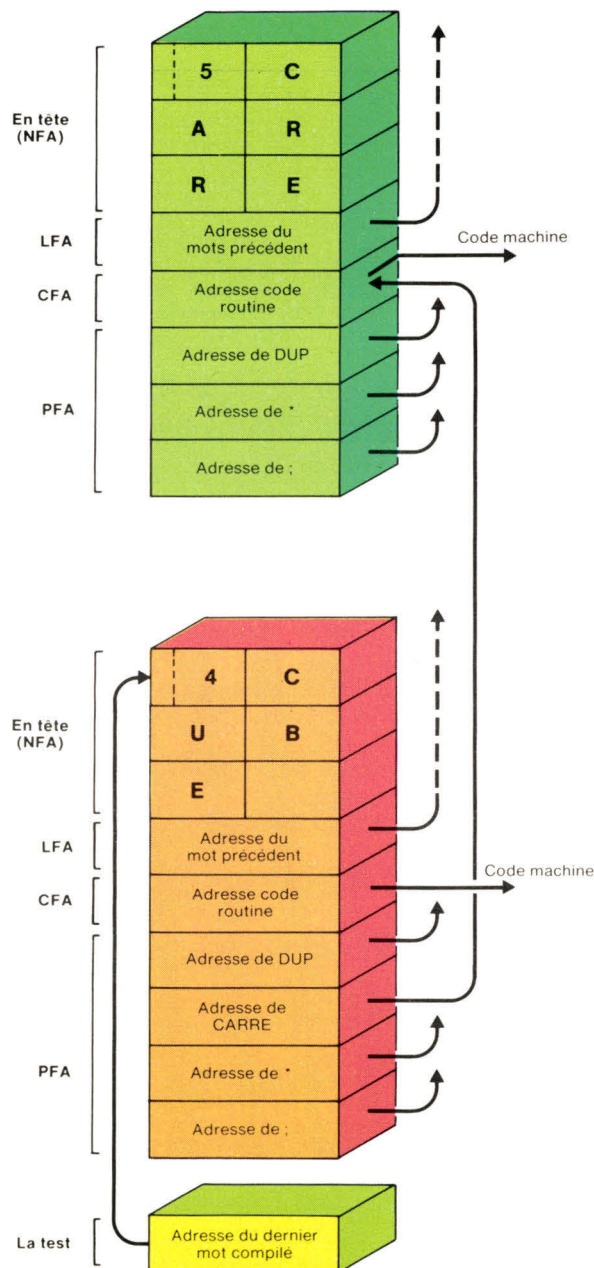 5 C
En tête
(NFA)
A R
R E
LFA
Adresse du
mots précédent
Code machine
CFA
Adresse code
routine
PFA
Adresse de DUP
Adresse de *
Adresse de ;
4 C
En tête
(NFA)
U B
E
LFA
Adresse du
mot précédent
CFA
Adresse code
routine
Code machine
PFA
Adresse de DUP
Adresse de
CARRE
Adresse de *
Adresse de ;
La test
Adresse du dernier
mot compilé